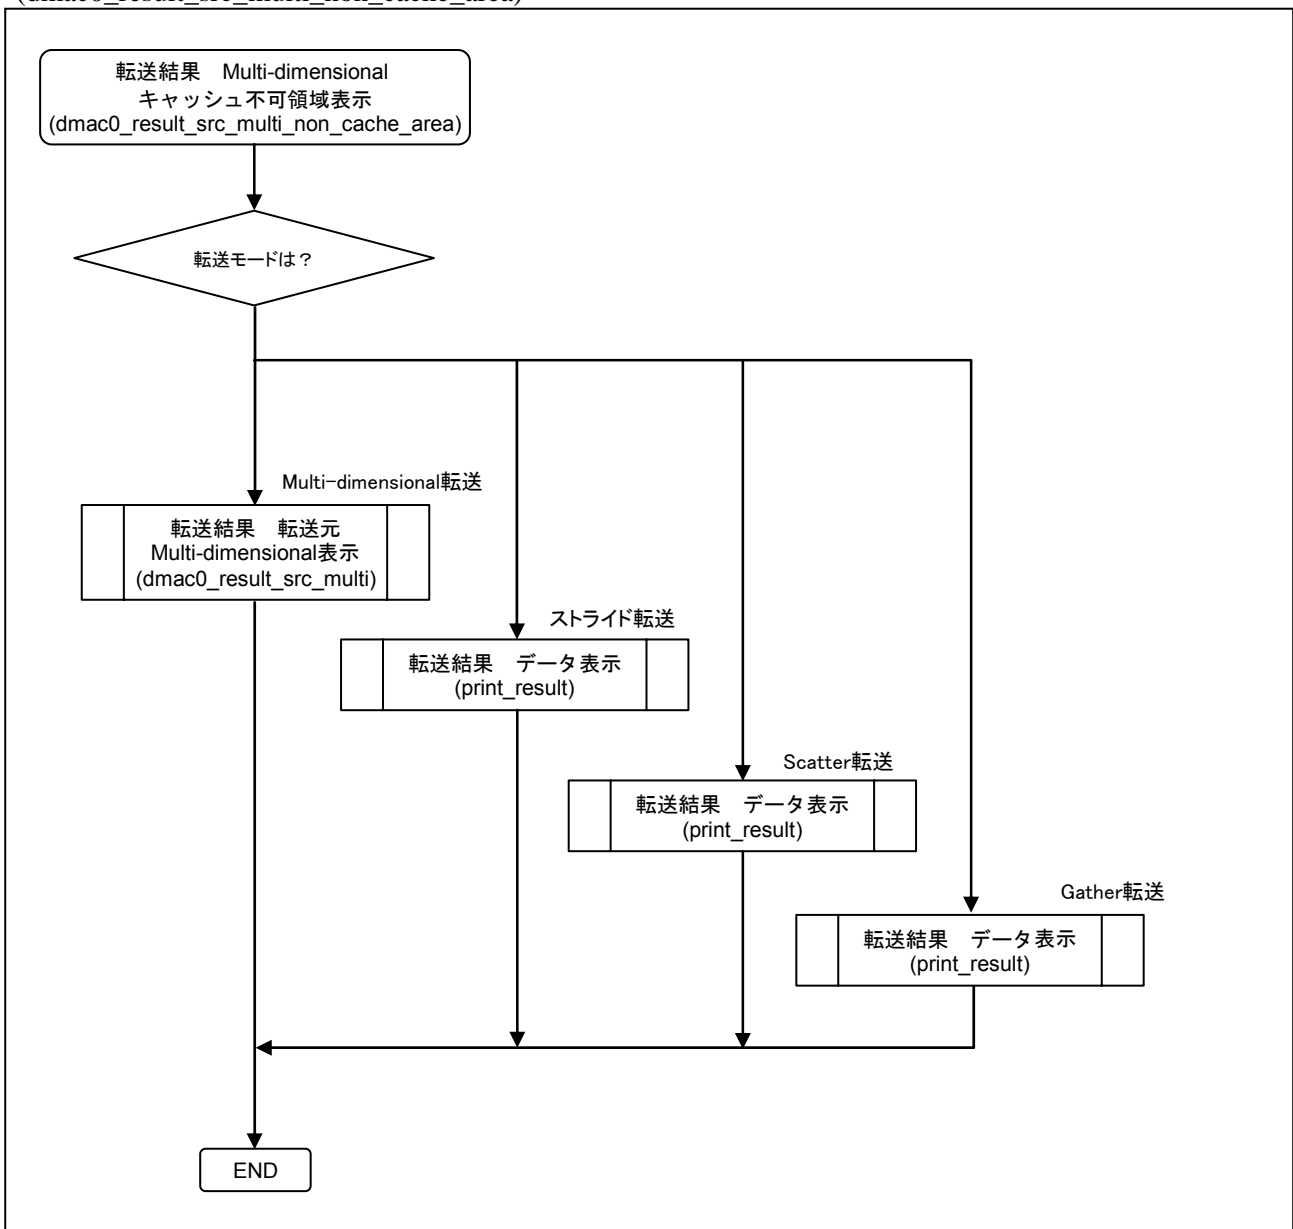 (dmac0_result_src_multi_non_cache_area)
転送結果　Multi-dimensional
キャッシュ不可領域表示
(dmac0_result_src_multi_non_cache_area)
転送モードは？
Multi-dimensional転送
転送結果　転送元
Multi-dimensional表示
(dmac0_result_src_multi)
ストライド転送
転送結果　データ表示
(print_result)
Scatter転送
転送結果　データ表示
(print_result)
Gather転送
転送結果　データ表示
(print_result)
END